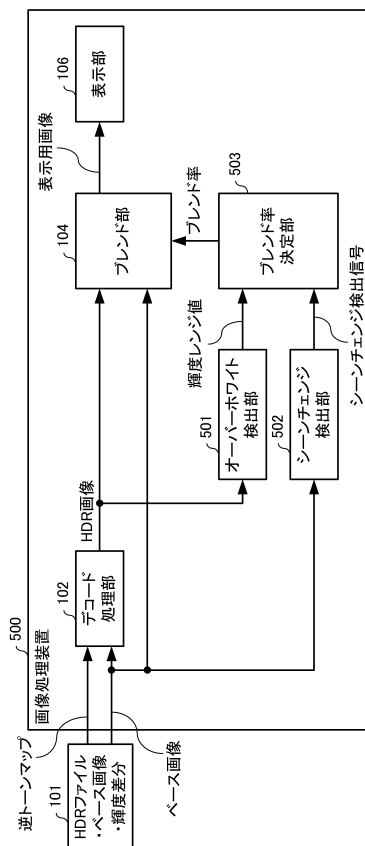 500
画像処理装置
逆トーンマップ
101
HDRファイル
・ベース画像
・輝度差分
ベース画像
102
デコード
処理部
HDR画像
501
オーバーホワイト
検出部
502
シーンチェンジ
検出部
輝度レンジ値
シーンチェンジ検出信号
503
ブレンド率
決定部
ブレンド率
104
ブレンド部
表示用画像
106
表示部